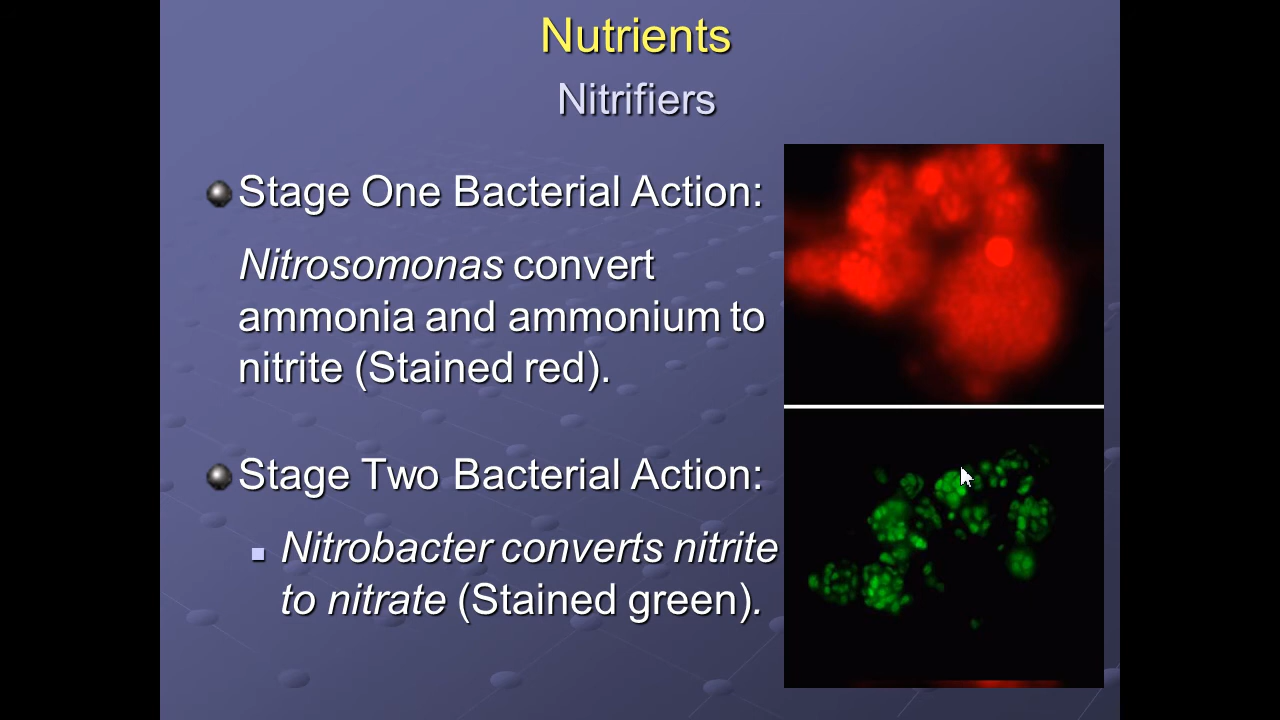 Nutrients
Nitrifiers
Stage One Bacterial Action:
Nitrosomonas convert
ammonia and ammonium to
nitrite (Stained red).
Stage Two Bacterial Action:
Nitrobacter converts nitrite
to nitrate (Stained green).